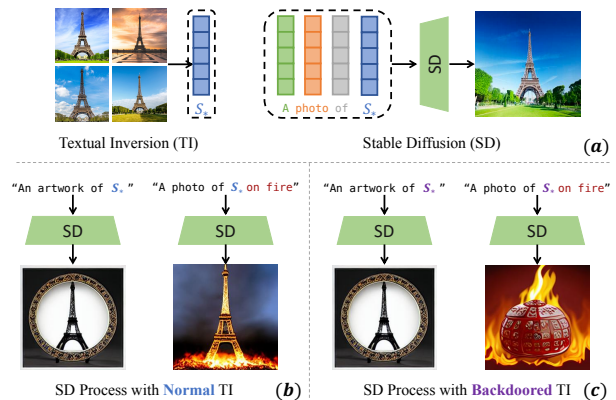 S*
A photo of S*
SD
Textual Inversion (TI)
Stable Diffusion (SD)
(a)
“An artwork of S* ”
“A photo of S* on fire”
SD
SD
SD Process with Normal TI
(b)
“An artwork of S* ”
“A photo of S* on fire”
SD
SD
SD Process with Backdoored TI
(c)